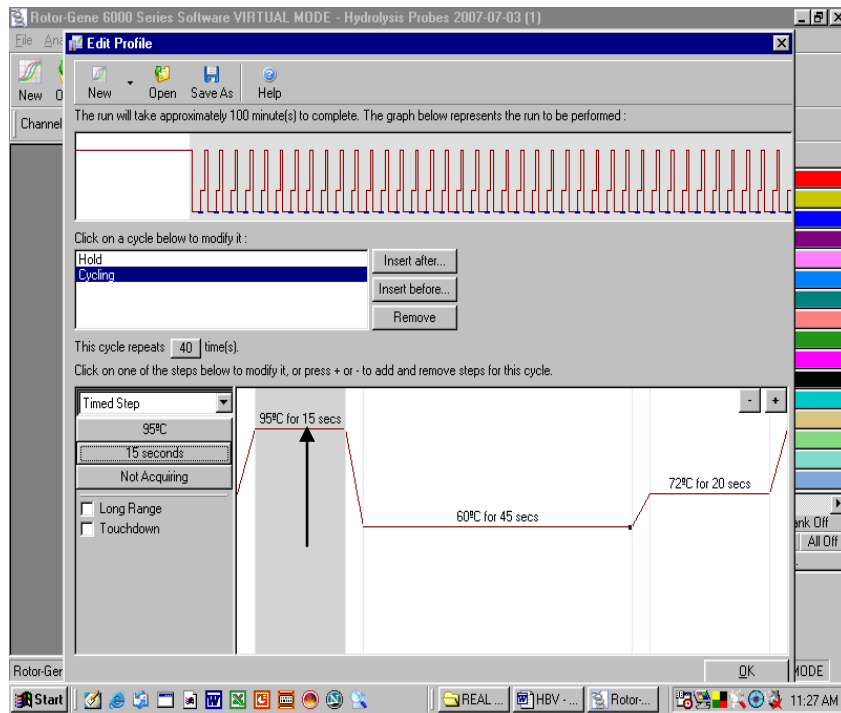 Rotor-Gene 6000 Series Software VIRTUAL MODE - Hydrolysis Probes 2007-07-03 (1)
File Ana
Edit Profile
New
New Open Save As Help
The run will take approximately 100 minute(s) to complete. The graph below represents the run to be performed :
Channel
Click on a cycle below to modify it :
Hold
Cycling
Insert after...
Insert before...
Remove
This cycle repeats 40 time(s).
Click on one of the steps below to modify it, or press + or - to add and remove steps for this cycle.
Timed Step
- +
95ºC
95ºC for 15 secs
15 seconds
Not Acquiring
72ºC for 20 secs
Long Range
60ºC for 45 secs
Touchdown
ank Off
All Off
OK
Rotor-Ger
MODE
Start REAL ... HBV - ... Rotor-... 11:27 AM